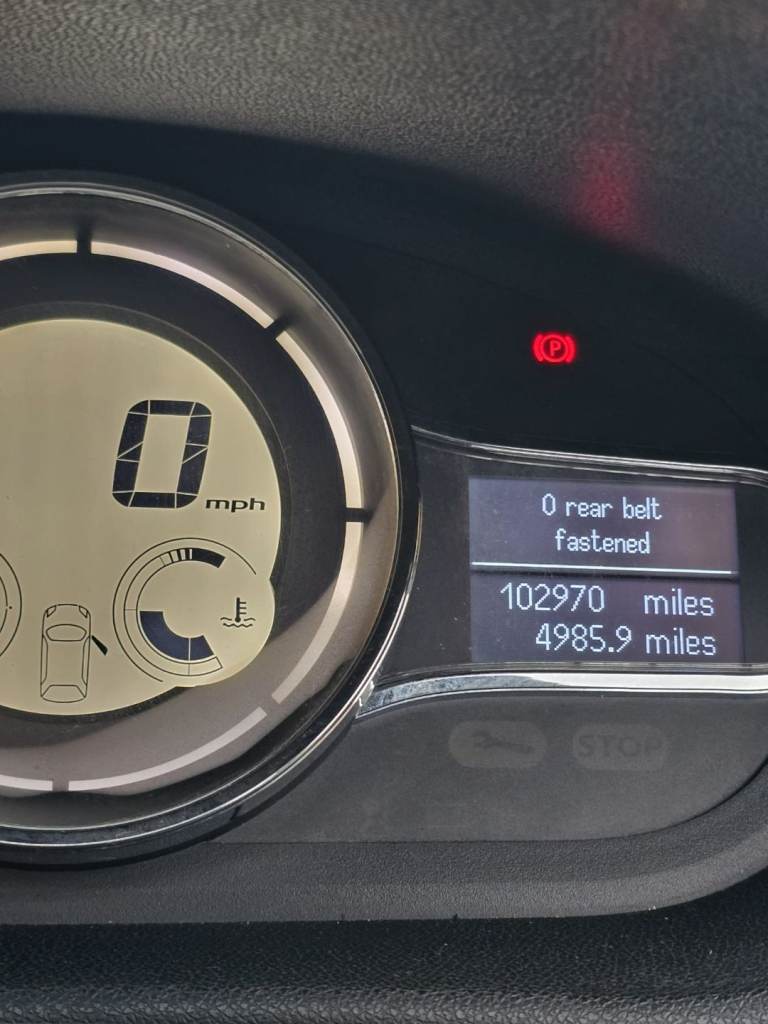 0
mph
P
0 rear belt
fastened
102970 miles
4985.9 miles
STOP